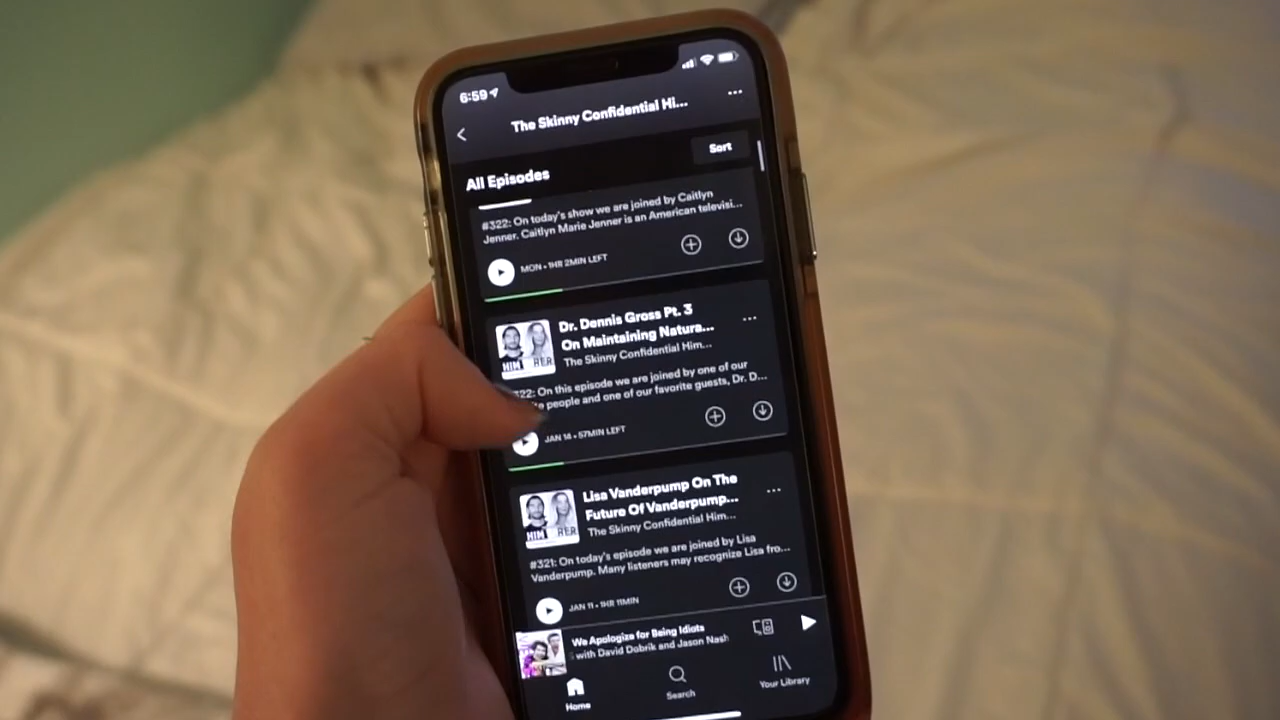 6:59
The Skinny Confidential Hi...
All Episodes
Sort
#322: On today's show we are joined by Caitlyn
Jenner. Caitlyn Marie Jenner is an American televisi...
MON • 1HR 2MIN LEFT
Dr. Dennis Gross Pt. 3
On Maintaining Natura...
The Skinny Confidential Him...
HIM HER
22: On this episode we are joined by one of our
people and one of our favorite guests, Dr. D...
JAN 14 • 57MIN LEFT
Lisa Vanderpump On The
Future Of Vanderpump...
The Skinny Confidential Him...
HIM HER
#321: On today's episode we are joined by Lisa
Vanderpump. Many listeners may recognize Lisa fro...
JAN 11 • 1HR 11MIN
We Apologize for Being Idiots
with David Dobrik and Jason Nash
Home
Search
Your Library